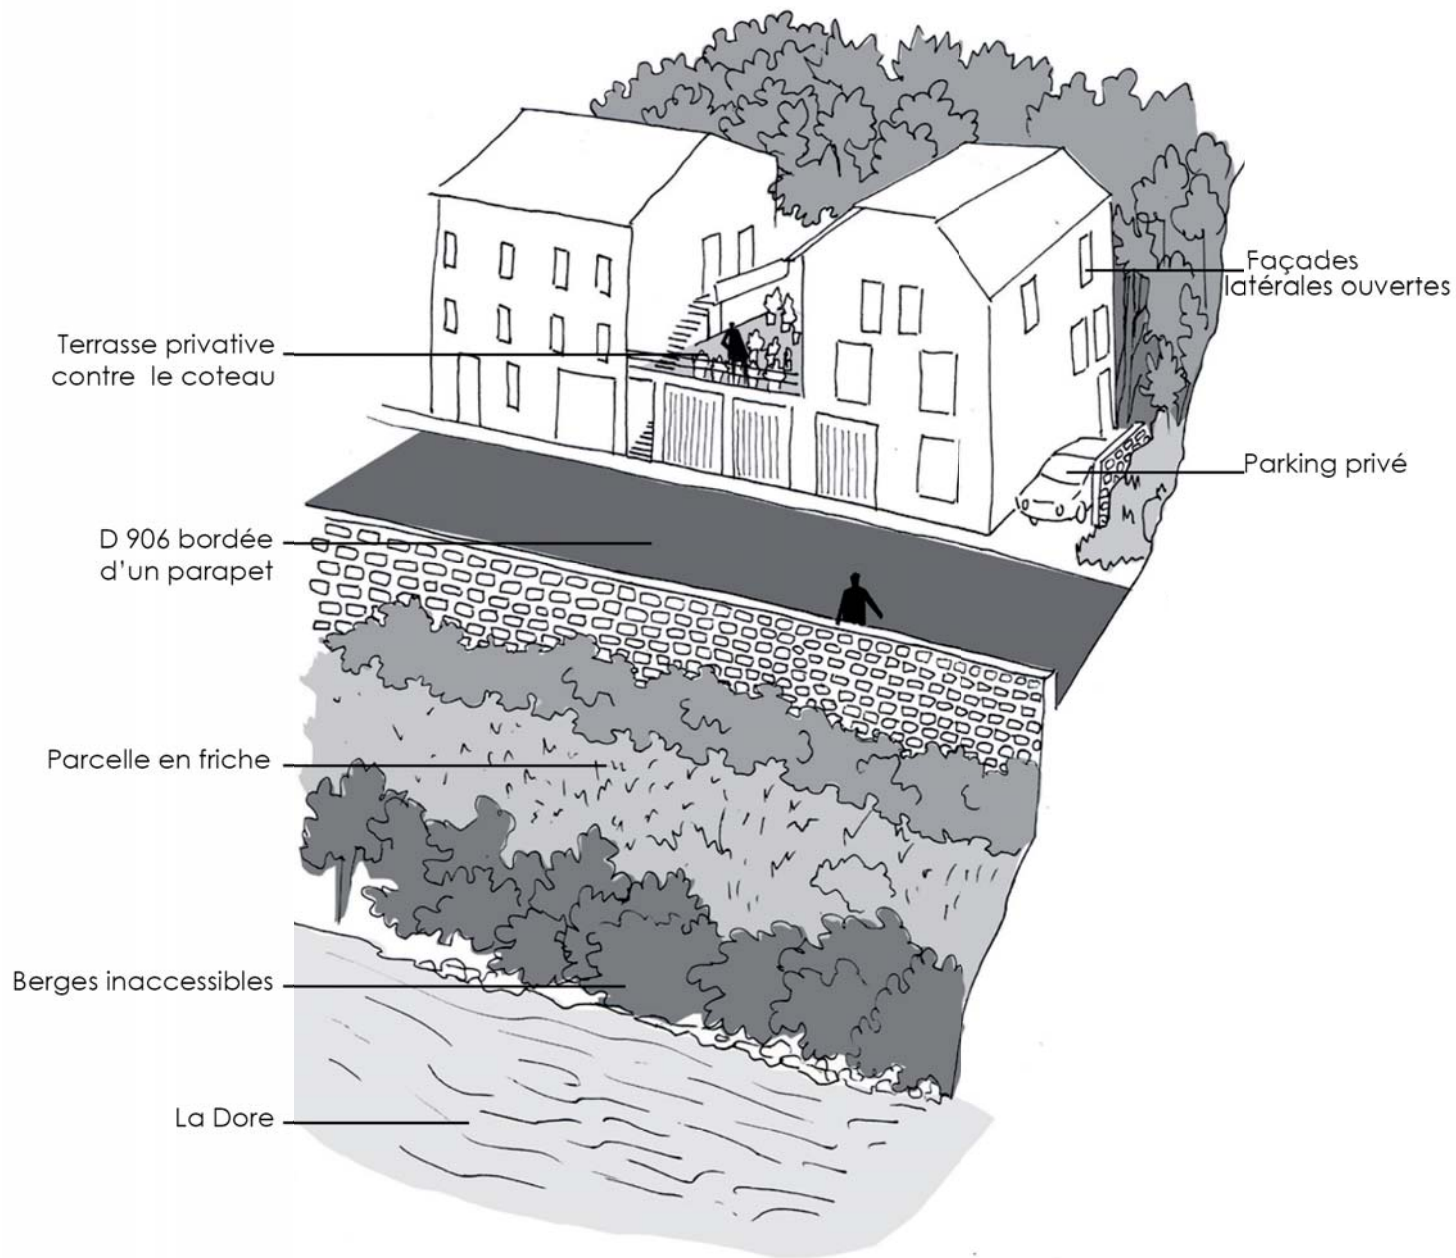 Façades
latérales ouvertes
Terrasse privative
contre le coteau
Parking privé
D 906 bordée
d'un parapet
Parcelle en friche
Berges inaccessibles
La Dore